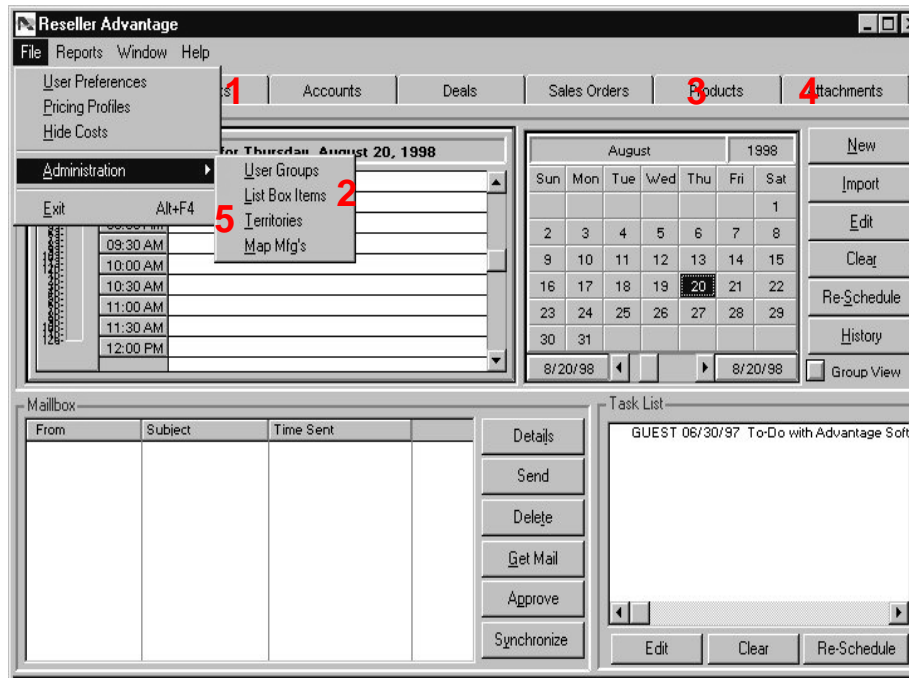 Reseller Advantage
File Reports Window Help
User Preferences
Pricing Profiles
Hide Costs
Administration
Exit Alt+F4
User Groups
List Box Items
Territories
Map Mfg's
1 Accounts Deals Sales Orders 3 Products 4 Attachments
2
5
for Thursday, August 20, 1998
09:30 AM
10:00 AM
10:30 AM
11:00 AM
11:30 AM
12:00 PM
August 1998
Sun Mon Tue Wed Thu Fri Sat
1
2 3 4 5 6 7 8
9 10 11 12 13 14 15
16 17 18 19 20 21 22
23 24 25 26 27 28 29
30 31
8/20/98 8/20/98
New
Import
Edit
Clear
Re-Schedule
History
Group View
Mailbox
From Subject Time Sent
Details
Send
Delete
Get Mail
Approve
Synchronize
Task List
GUEST 06/30/97 To-Do with Advantage Soft
Edit Clear Re-Schedule